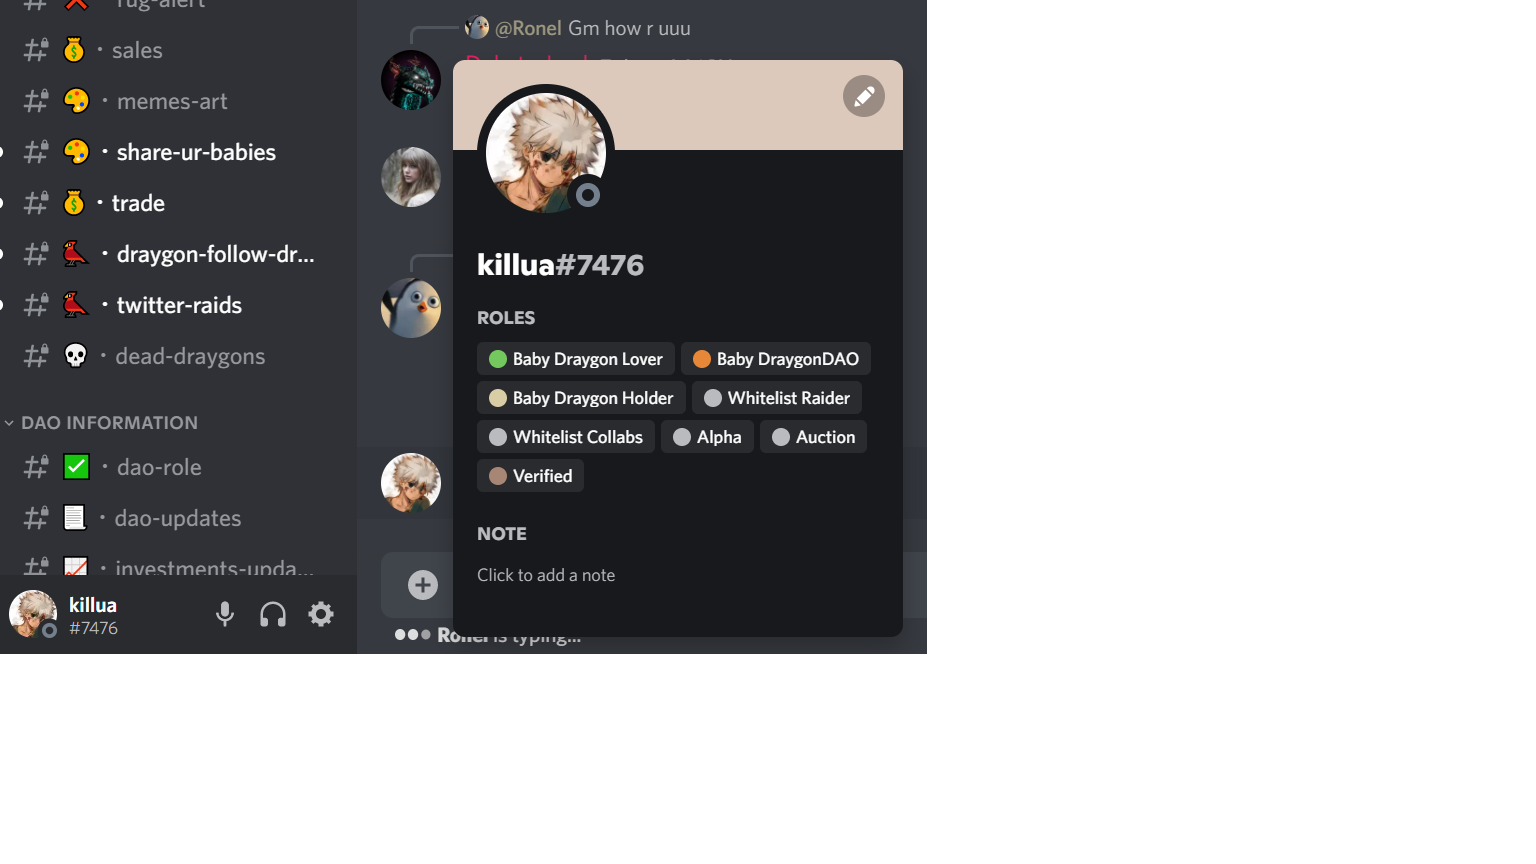 rug-alert
sales
memes-art
share-ur-babies
trade
draygon-follow-dr...
twitter-raids
dead-draygons
DAO INFORMATION
dao-role
dao-updates
investments-upda...
killua
#7476
@Ronel Gm how r uuu
killua#7476
ROLES
Baby Draygon Lover
Baby DraygonDAO
Baby Draygon Holder
Whitelist Raider
Whitelist Collabs
Alpha
Auction
Verified
NOTE
Click to add a note
Ronel is typing...